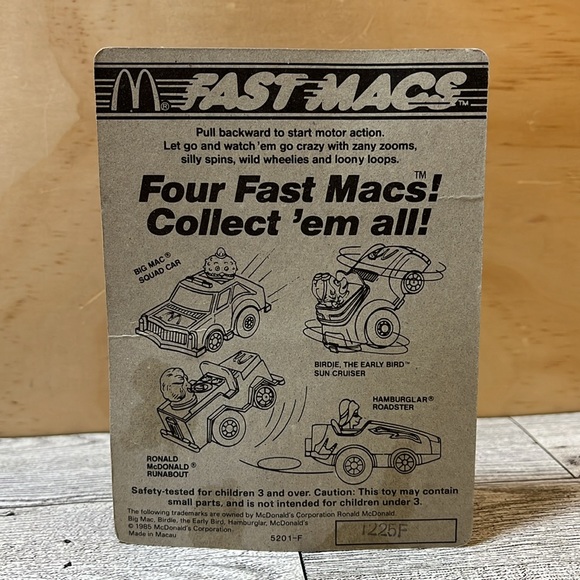 FAST MACS™
®
Pull backward to start motor action.
Let go and watch 'em go crazy with zany zooms,
silly spins, wild wheelies and loony loops.
Four Fast Macs!™
Collect 'em all!
BIG MAC®
SQUAD CAR
BIRDIE, THE EARLY BIRD™
SUN CRUISER
HAMBURGLAR®
ROADSTER
RONALD
McDONALD®
RUNABOUT
Safety-tested for children 3 and over. Caution: This toy may contain
small parts, and is not intended for children under 3.
The following trademarks are owned by McDonald's Corporation Ronald McDonald,
Big Mac, Birdie, the Early Bird, Hamburglar, McDonald's
© 1985 McDonald's Corporation.
Made in Macau
5201-F
1225F